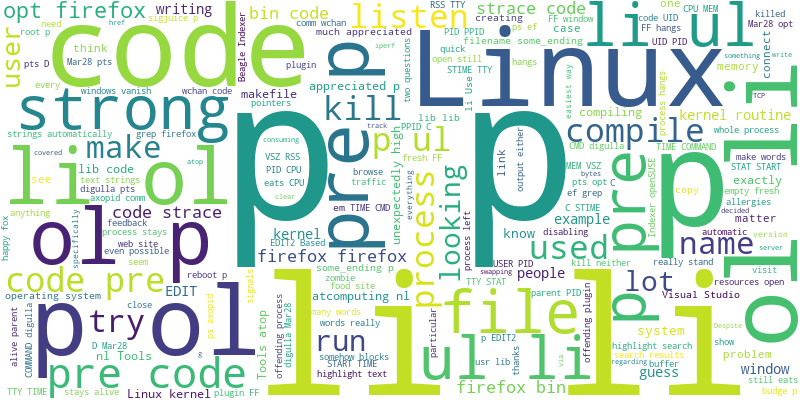 opt firefox
writing
bin code
strace code
need
root p
href
new
sigjuice p
comm wchan
RSS TTY
creating
ps ef
FF window
case
code UID
FF hangs
CPU MEM
one
killed
Mar28 opt
user
code
listen
li
ul
think
Mar28 pts
pts D
Beagle Indexer
much appreciated
PID PPID
quick
open still
filename some_ending
hangs
UID PID
connect
write
something
every
plugin
iperf
windows vanish
wchan code
appreciated p
two questions
STIME TTY
li Use
easiest way
memory
TCP
Linux
strong
makefile
pointers
kill
compiling
process hangs
kernel routine
strings automatically
grep firefox
track
p ul
PPID C
lib lib
compile
whole process
make
covered
atop
consuming
VSZ RSS
PID CPU
eats CPU
clear
pre
p
unexpectedly high
fresh FF
browse
traffic
CMD digulla
TIME COMMAND
li
ol
lib code
text strings
digulla pts
axopid comm
see
link
output either
MEM VSZ
bytes
pts opt C
ef grep
make words
STAT START
empty fresh
allergies
Indexer openSUSE
copy
exactly
anything
happy fox
code strace
feedback
process stays
web site
even possible
specifically
seem
kernel
em TIME CMD
EDIT2 Based
everything
process
looking
C STIME
example
disabling
know
used
matter
automatic
decided
name
version
server
ol
p
firefox firefox
code pre
reboot p
EDIT
operating system
close
signals
some_ending p
zombie
food site
atcomputing nl
process left
USER PID
swapping
kill neither
people
TTY STAT
parent PID
really stand
lot
resources open
visit
Visual Studio
via
alive parent
COMMAND digulla
D Mar28
nl Tools
g
try
ps axopid
offending process
Tools atop
digulla Mar28
many words
words really
somehow blocks
START TIME
highlight text
run
particular
file
p EDIT2
usr lib
thanks
offending plugin
system
highlight search
search results
buffer
guess
regarding
Despite
show
problem
window
pre code
stays alive
TTY TIME
Linux kernel
plugin FF
ul li
firefox bin
still eats
budge p